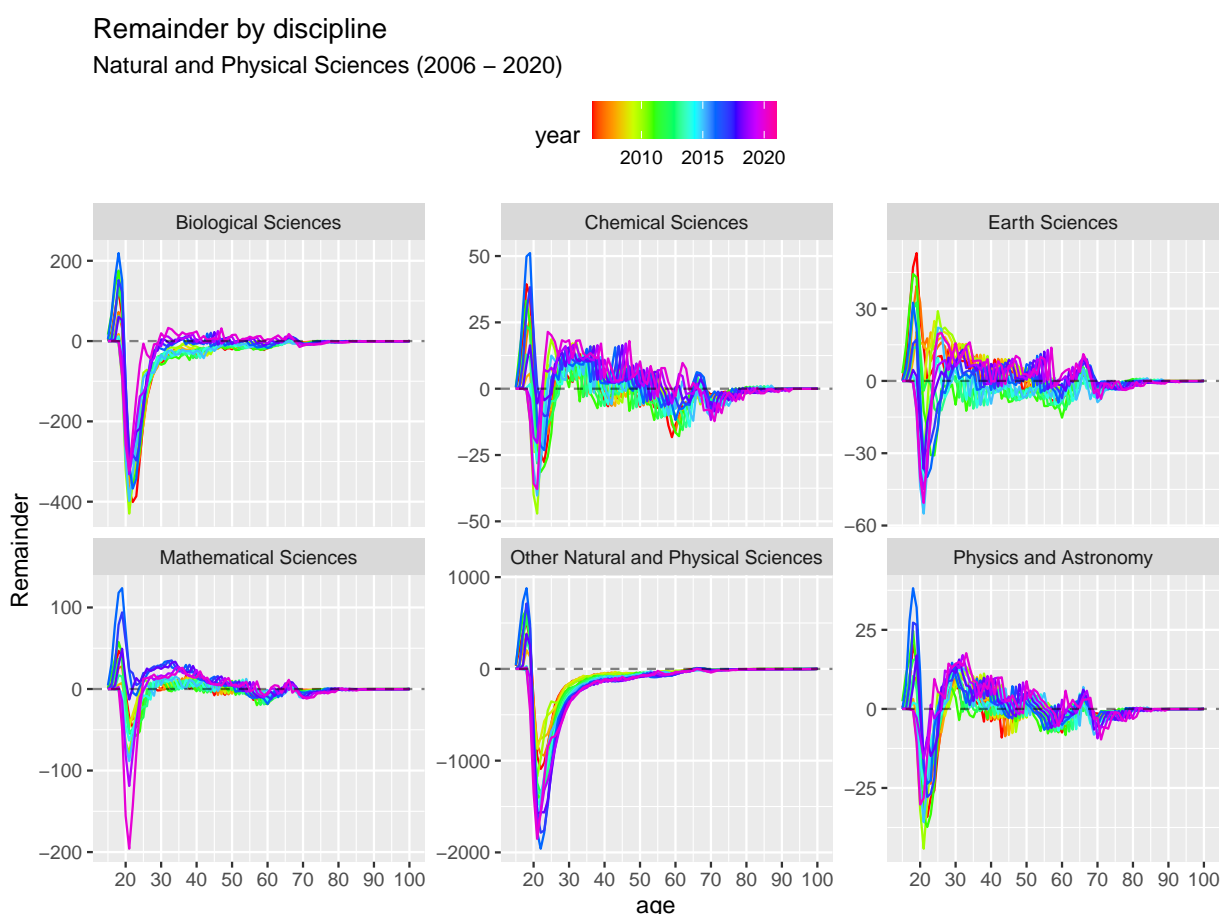 Remainder by discipline
Natural and Physical Sciences (2006 – 2020)
year
2010 2015 2020
Biological Sciences
Chemical Sciences
Earth Sciences
200
0
−200
−400
50
25
0
−25
−50
30
0
−30
−60
Remainder
Mathematical Sciences
Other Natural and Physical Sciences
Physics and Astronomy
100
0
−100
−200
1000
0
−1000
−2000
25
0
−25
20 30 40 50 60 70 80 90 100
20 30 40 50 60 70 80 90 100
20 30 40 50 60 70 80 90 100
age